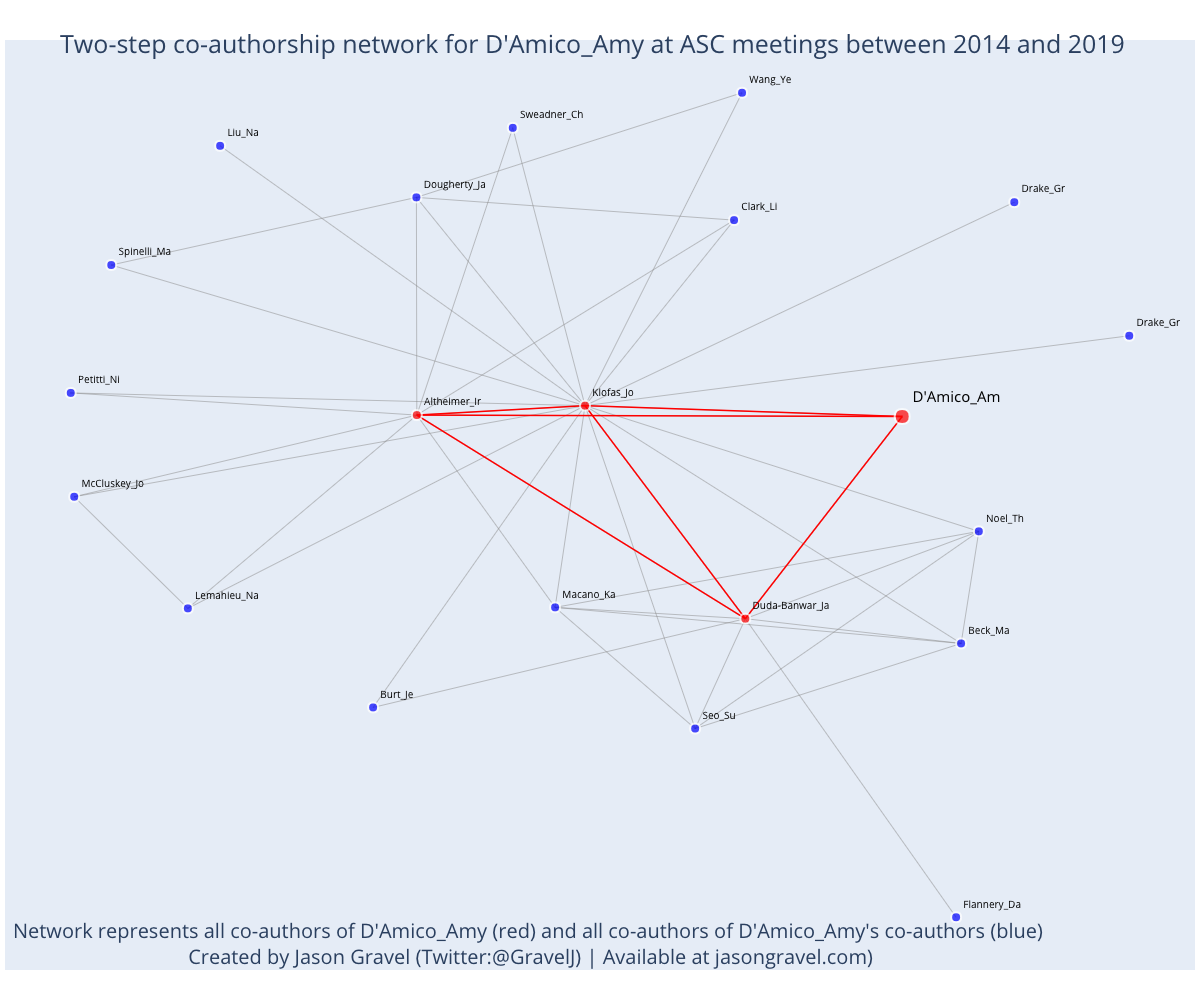 Two-step co-authorship network for D'Amico_Amy at ASC meetings between 2014 and 2019
Wang_Ye
Sweadner_Ch
Liu_Na
Dougherty_Ja
Drake_Gr
Clark_Li
Spinelli_Ma
Drake_Gr
Petitti_Ni
Klofas_Jo
D'Amico_Am
Altheimer_Ir
McCluskey_Jo
Noel_Th
Macano_Ka
Lemahieu_Na
Duda-Banwar_Ja
Beck_Ma
Burt_Je
Seo_Su
Flannery_Da
Network represents all co-authors of D'Amico_Amy (red) and all co-authors of D'Amico_Amy's co-authors (blue)
Created by Jason Gravel (Twitter:@GravelJ) | Available at jasongravel.com)